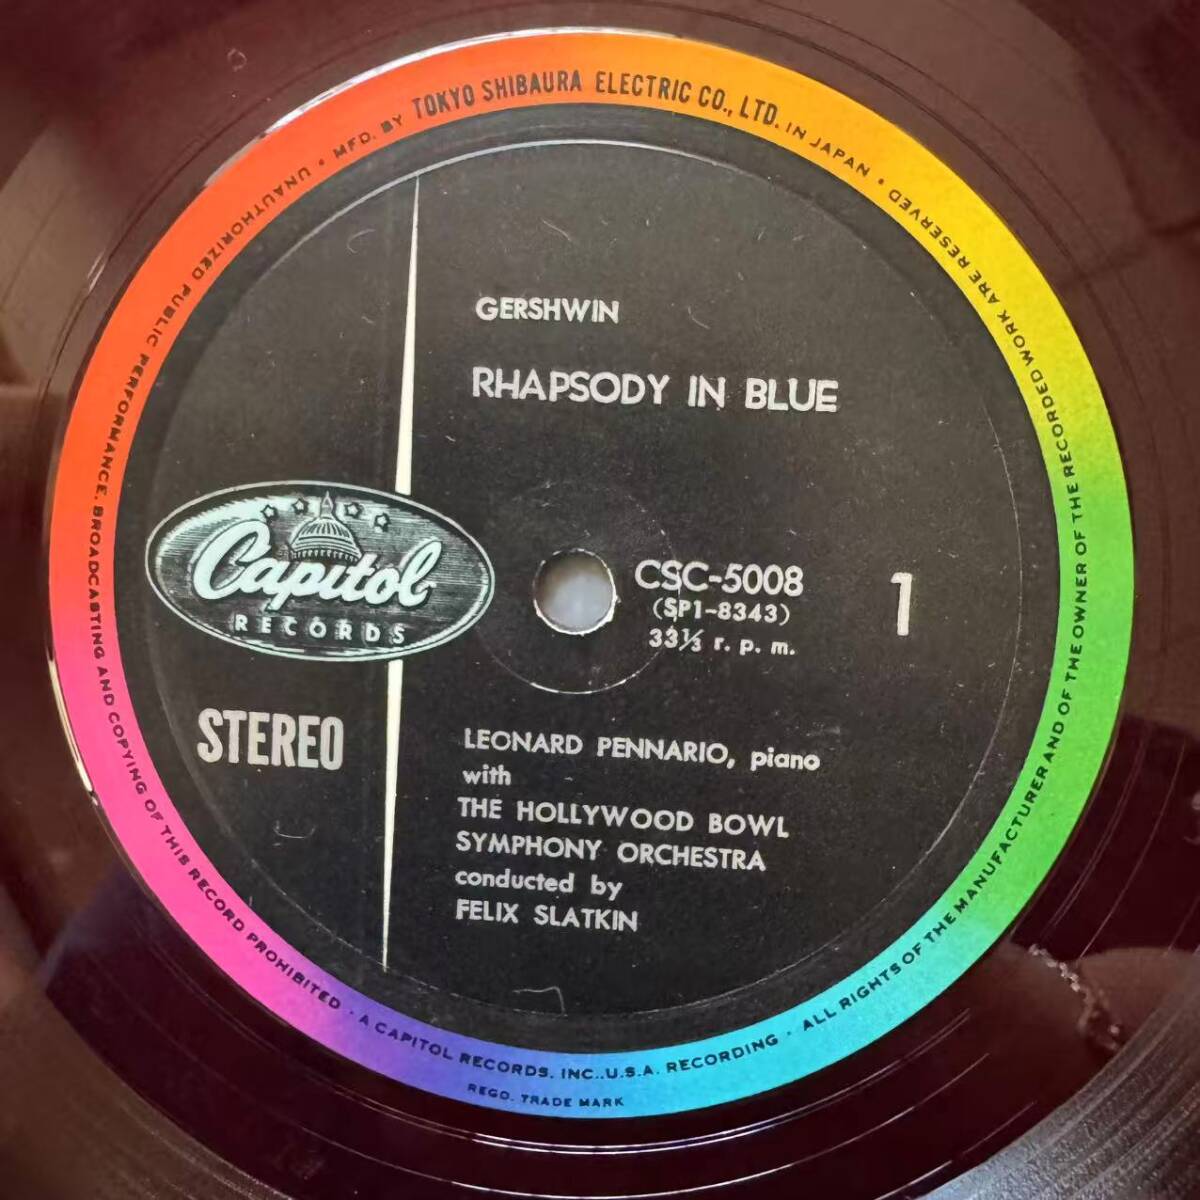 MFD. BY TOKYO SHIBAURA ELECTRIC CO., LTD. IN JAPAN • ALL RIGHTS OF THE MANUFACTURER AND OF THE OWNER OF THE RECORDED WORK ARE RESERVED • UNAUTHORIZED PUBLIC PERFORMANCE, BROADCASTING AND COPYING OF THIS RECORD PROHIBITED • A CAPITOL RECORDS, INC., U.S.A. RECORDING •
REGD. TRADE MARK
GERSHWIN
RHAPSODY IN BLUE
Capitol
RECORDS
CSC-5008
(SP1-8343)
33⅓ r. p. m.
1
STEREO
LEONARD PENNARIO, piano
with
THE HOLLYWOOD BOWL
SYMPHONY ORCHESTRA
conducted by
FELIX SLATKIN